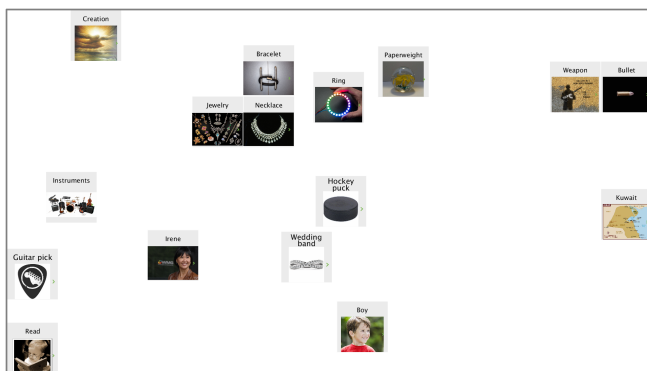 Creation
Bracelet
Paperweight
Ring
Weapon
Bullet
Jewelry
Necklace
Instruments
Hockey
puck
Kuwait
Irene
Wedding
band
Guitar pick
Boy
Read